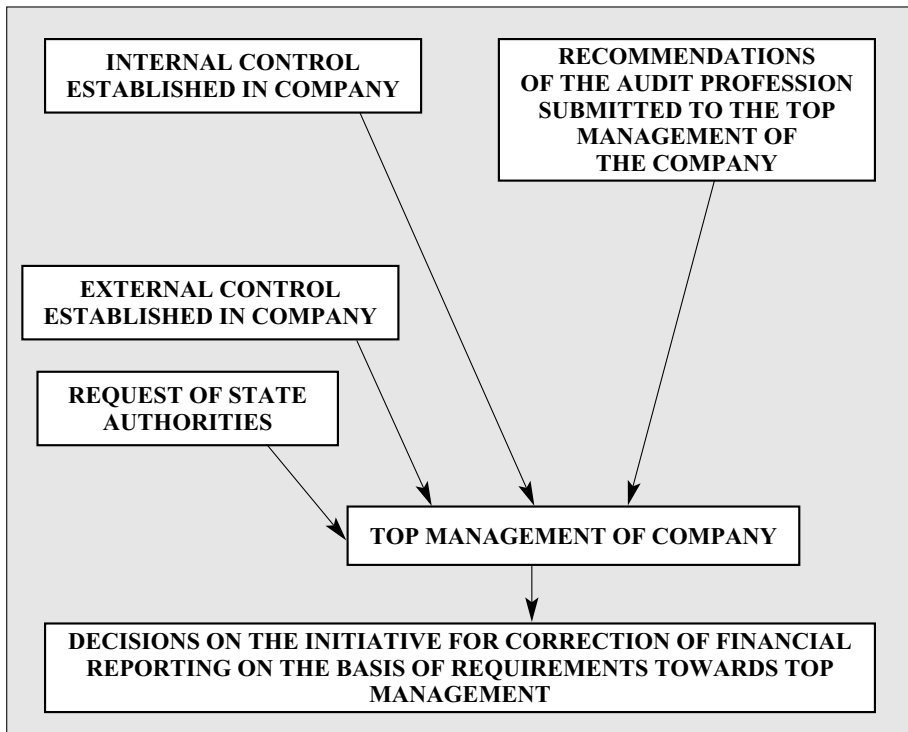 INTERNAL CONTROL
ESTABLISHED IN COMPANY
RECOMMENDATIONS
OF THE AUDIT PROFESSION
SUBMITTED TO THE TOP
MANAGEMENT OF
THE COMPANY
EXTERNAL CONTROL
ESTABLISHED IN COMPANY
REQUEST OF STATE
AUTHORITIES
TOP MANAGEMENT OF COMPANY
DECISIONS ON THE INITIATIVE FOR CORRECTION OF FINANCIAL
REPORTING ON THE BASIS OF REQUIREMENTS TOWARDS TOP
MANAGEMENT